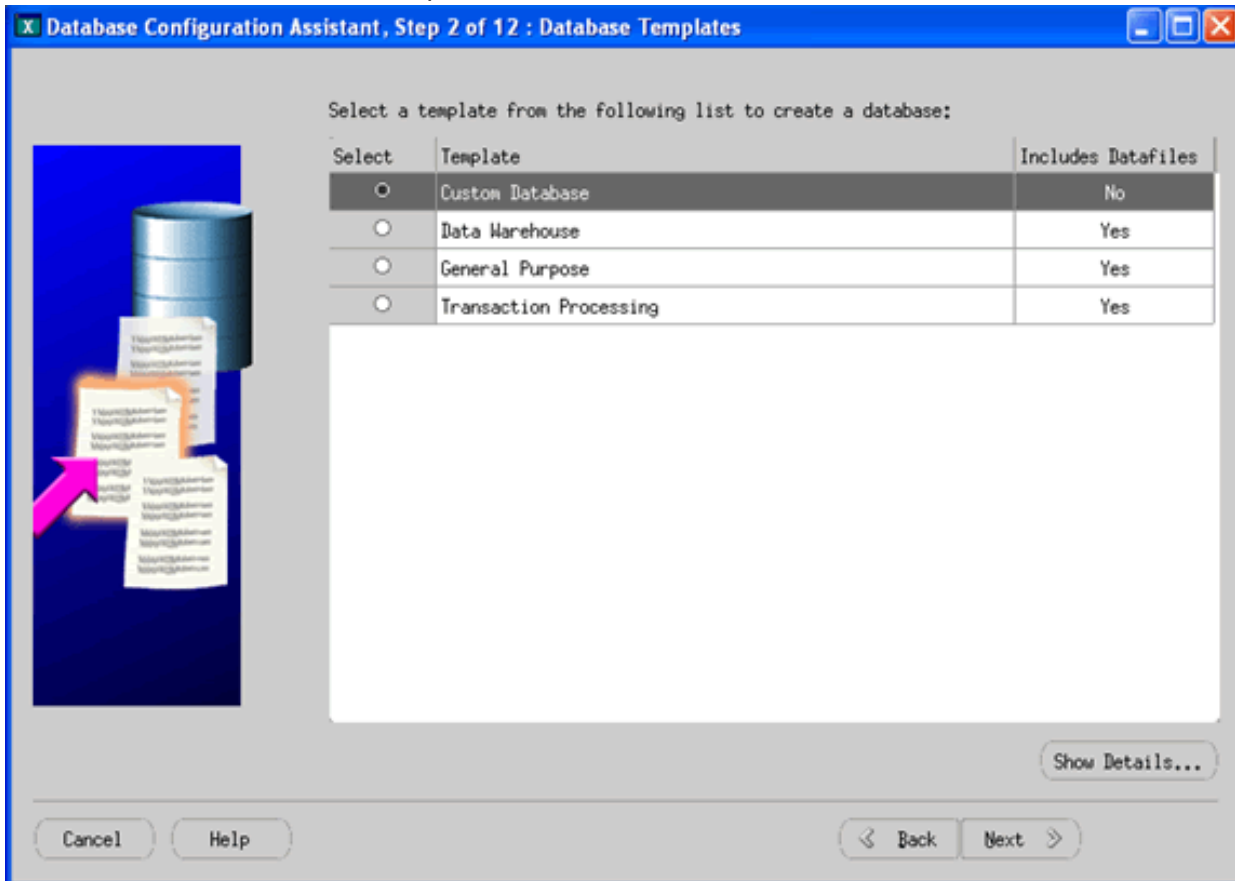 Database Configuration Assistant, Step 2 of 12 : Database Templates
Select a template from the following list to create a database:
Select Template Includes Datafiles
Custom Database No
Data Warehouse Yes
General Purpose Yes
Transaction Processing Yes
Show Details...
Cancel Help Back Next